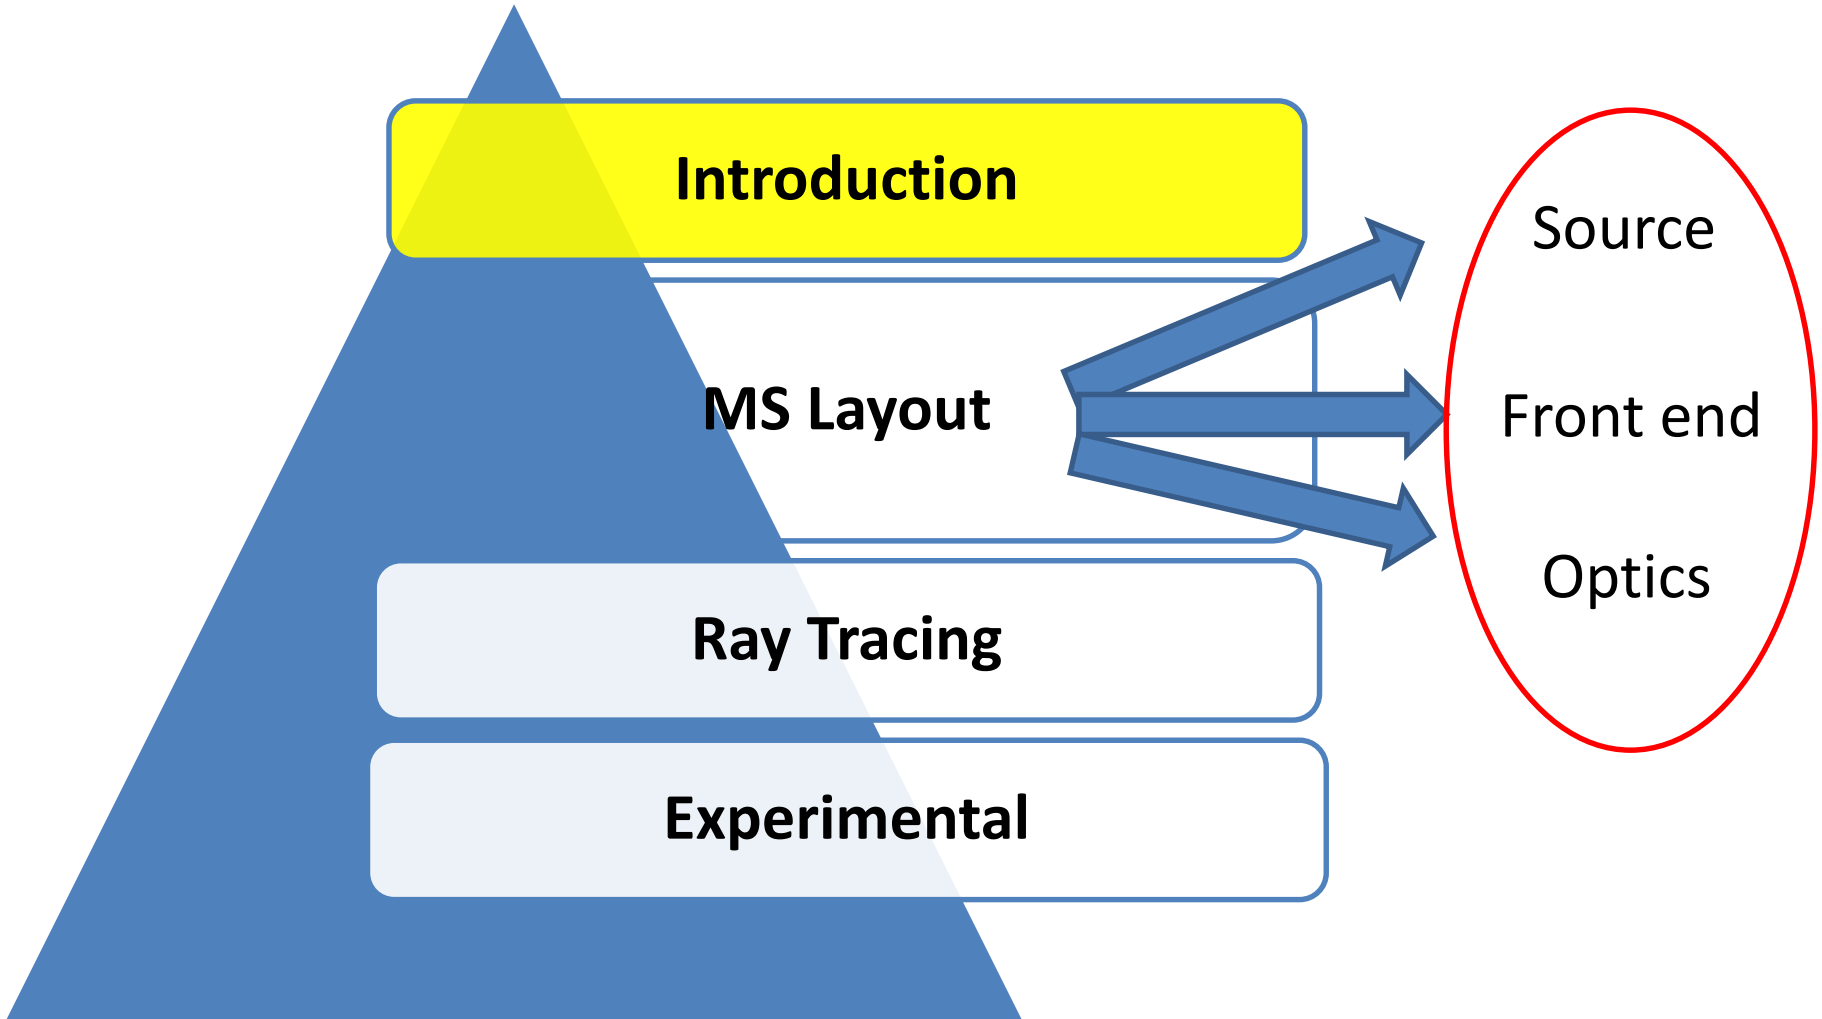 Introduction
MS Layout
Ray Tracing
Experimental
Source
Front end
Optics